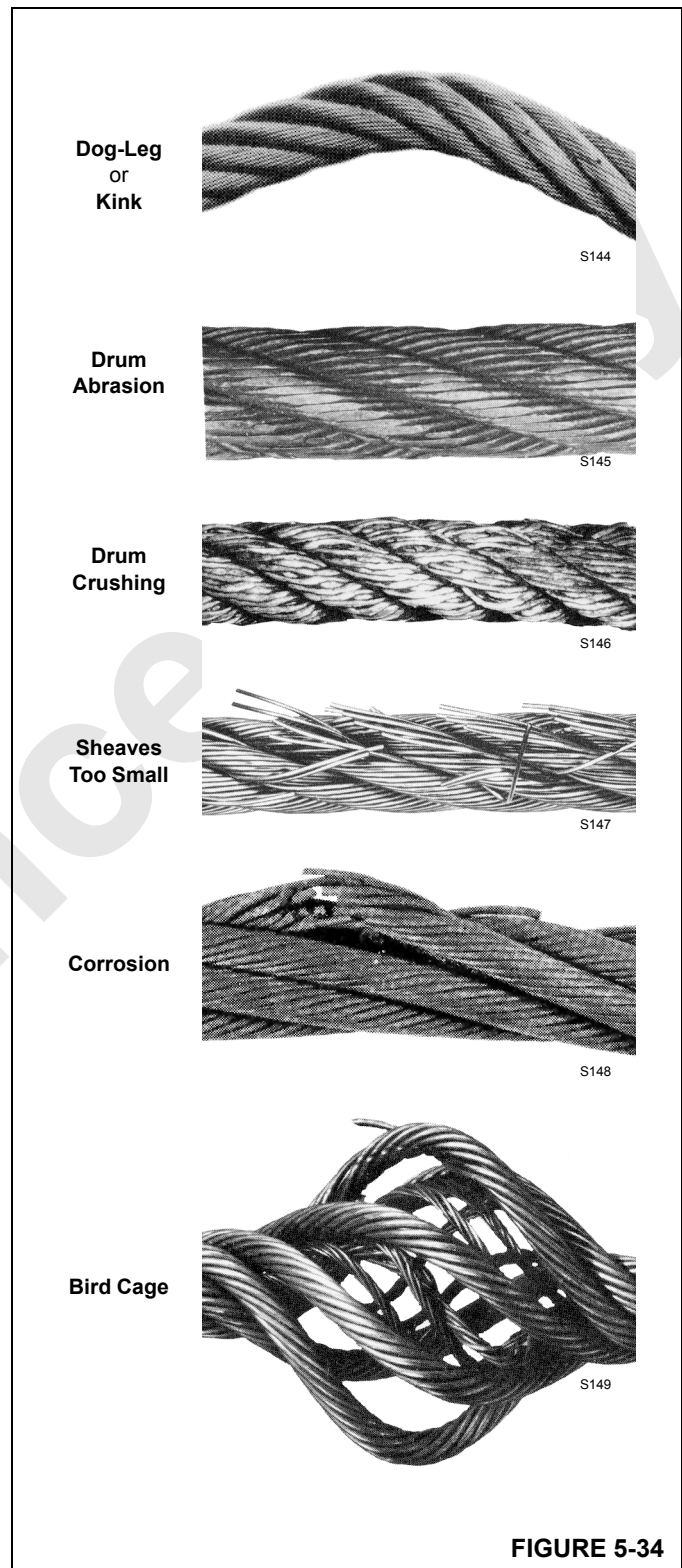 Dog-Leg
or
Kink
S144
Drum
Abrasion
S145
Drum
Crushing
S146
Sheaves
Too Small
S147
Corrosion
S148
Bird Cage
S149
FIGURE 5-34